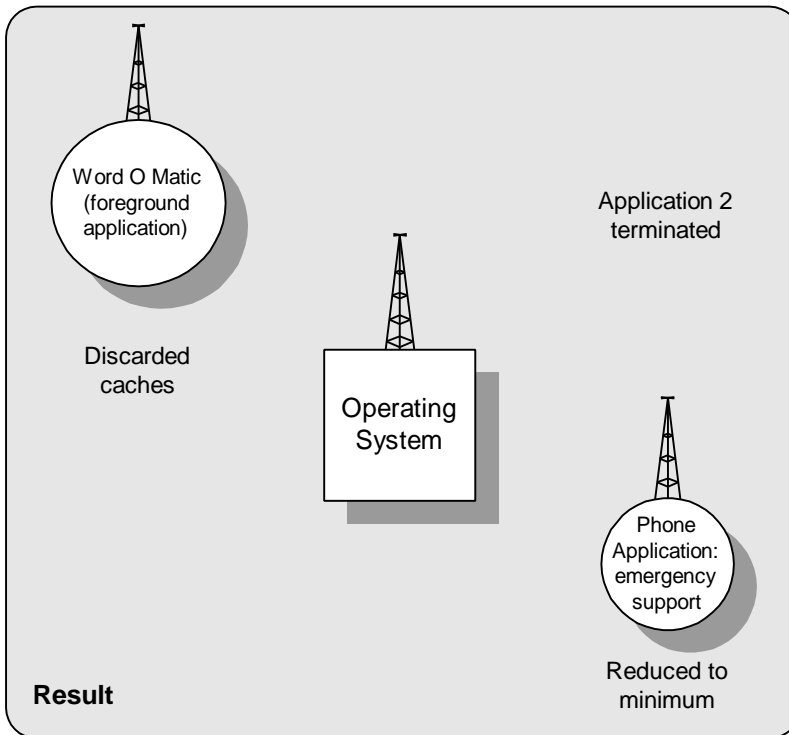 Word O Matic
(foreground
application)
Application 2
terminated
Discarded
caches
Operating
System
Phone
Application:
emergency
support
Reduced to
minimum
Result